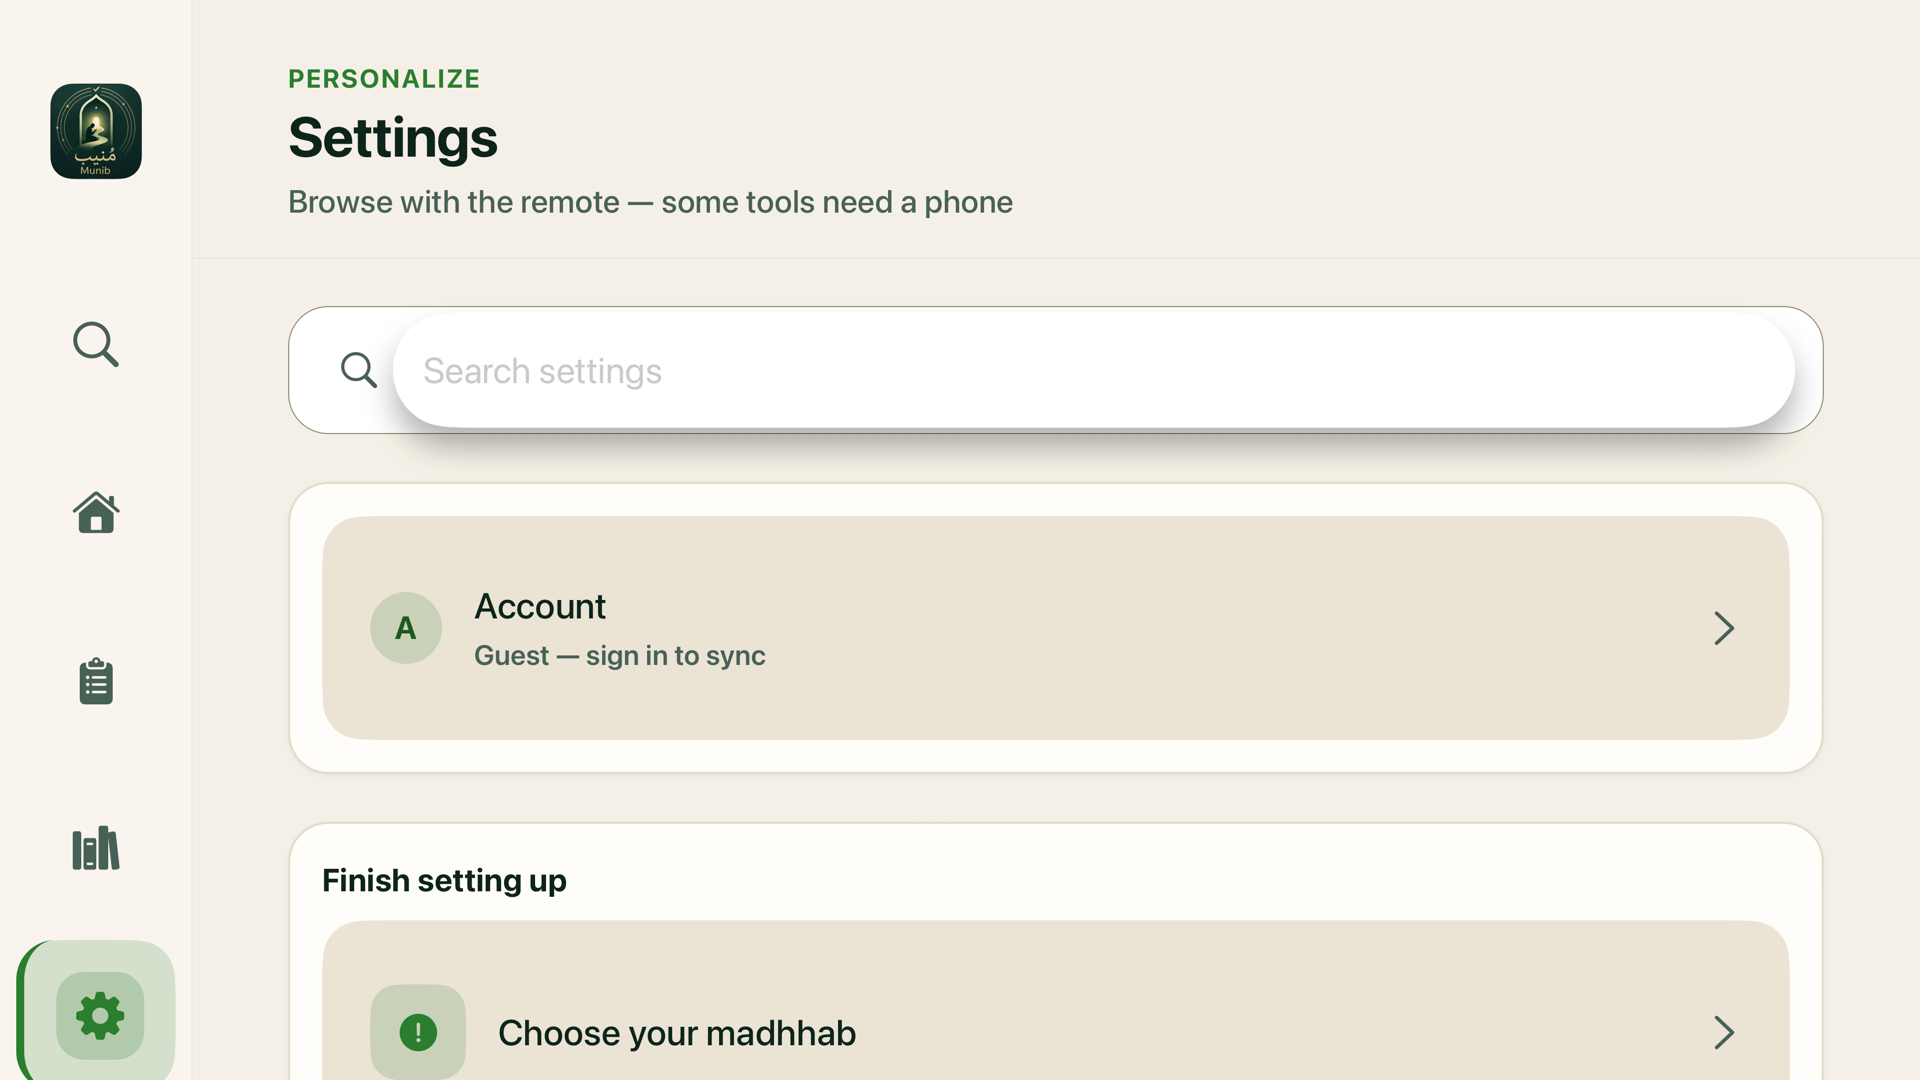 مُنيب
Munib
PERSONALIZE
Settings
Browse with the remote — some tools need a phone
Search settings
A
Account
Guest — sign in to sync
Finish setting up
Choose your madhhab